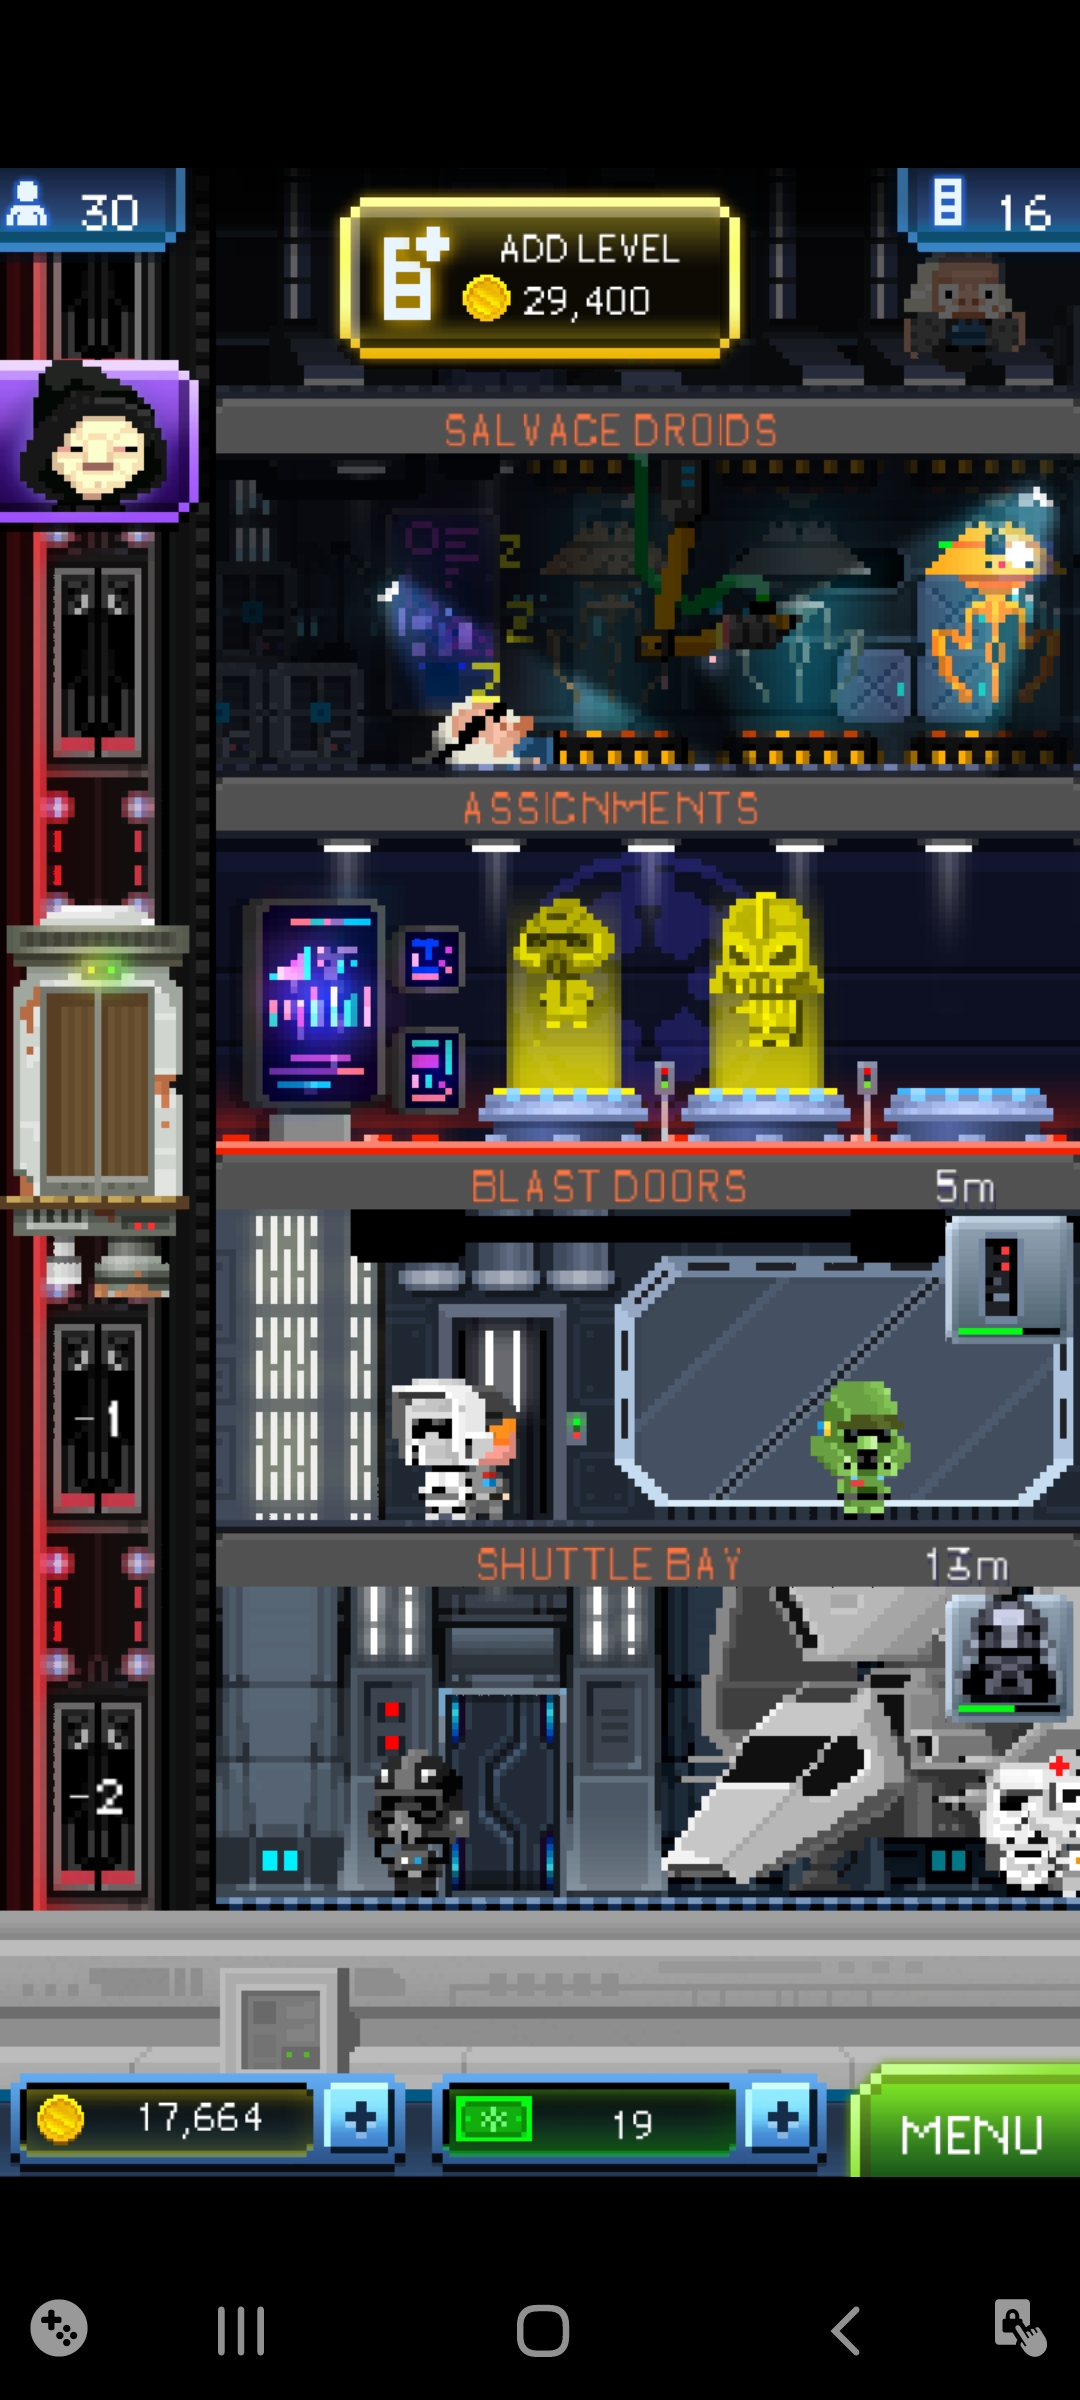 30
ADD LEVEL
29,400
16
SALVAGE DROIDS
Z
Z
Z
ASSIGNMENTS
BLAST DOORS 5m
-1
SHUTTLE BAY 13m
-2
17,664 +
19 +
MENU